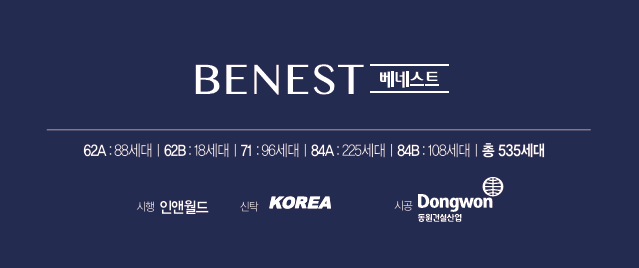 BENEST 베네스트
62A : 88세대 | 62B : 18세대 | 71 : 96세대 | 84A : 225세대 | 84B : 108세대 | 총 535세대
시행 인앤월드 신탁 KOREA 시공 Dongwon
동원건설산업